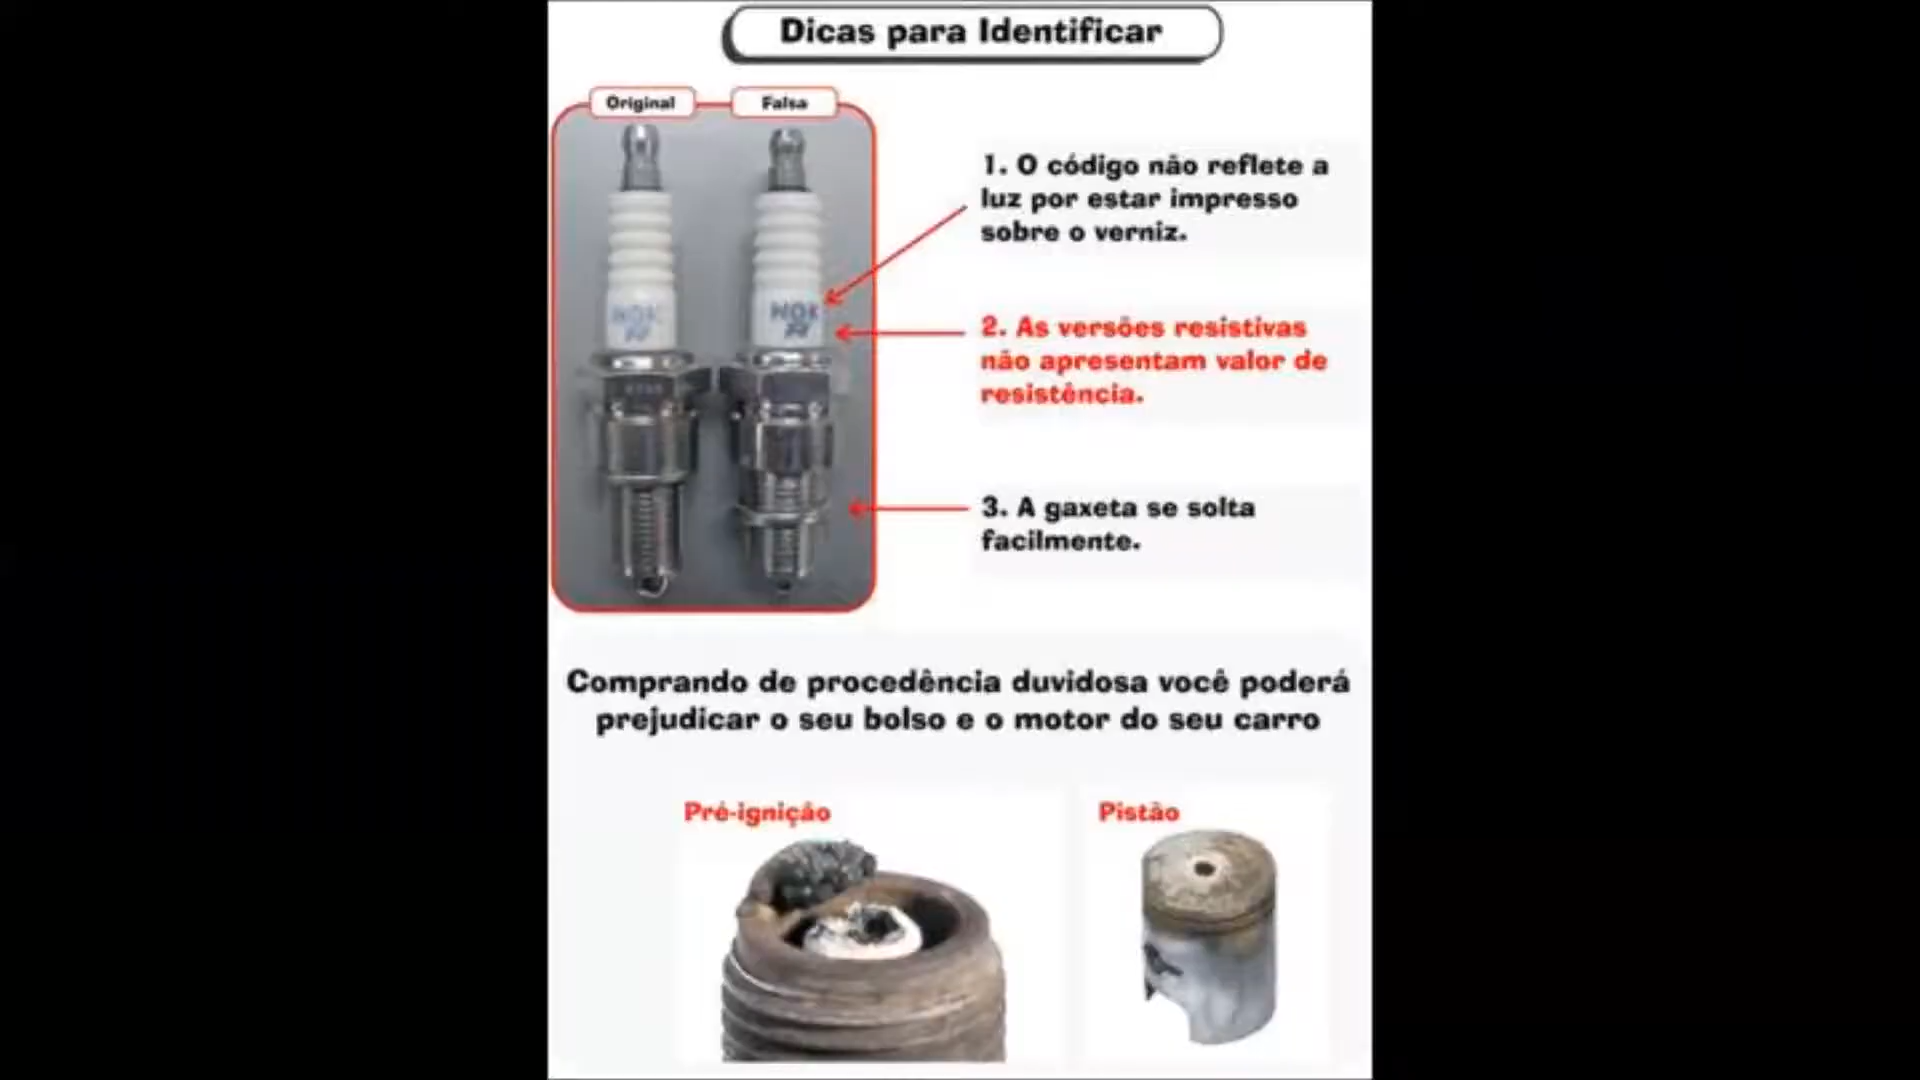 Dicas para Identificar
Original
Falsa
1. O código não reflete a
luz por estar impresso
sobre o verniz.
2. As versões resistivas
não apresentam valor de
resistência.
3. A gaxeta se solta
facilmente.
Comprando de procedência duvidosa você poderá
prejudicar o seu bolso e o motor do seu carro
Pré-ignição
Pistão